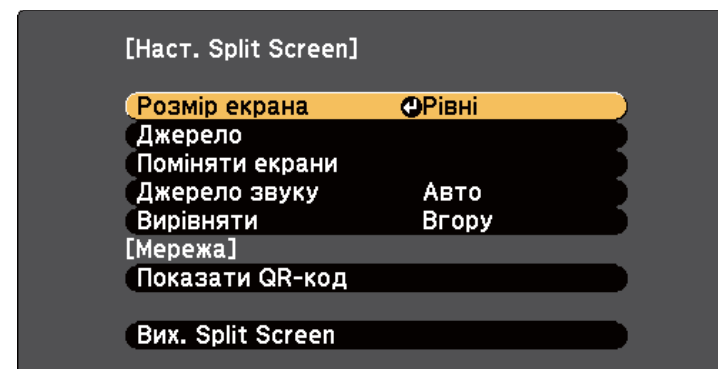 [Наст. Split Screen]
Розмір екрана Рівні
Джерело
Поміняти екрани
Джерело звуку Авто
Вирівняти Вгору
[Мережа]
Показати QR-код
Вих. Split Screen